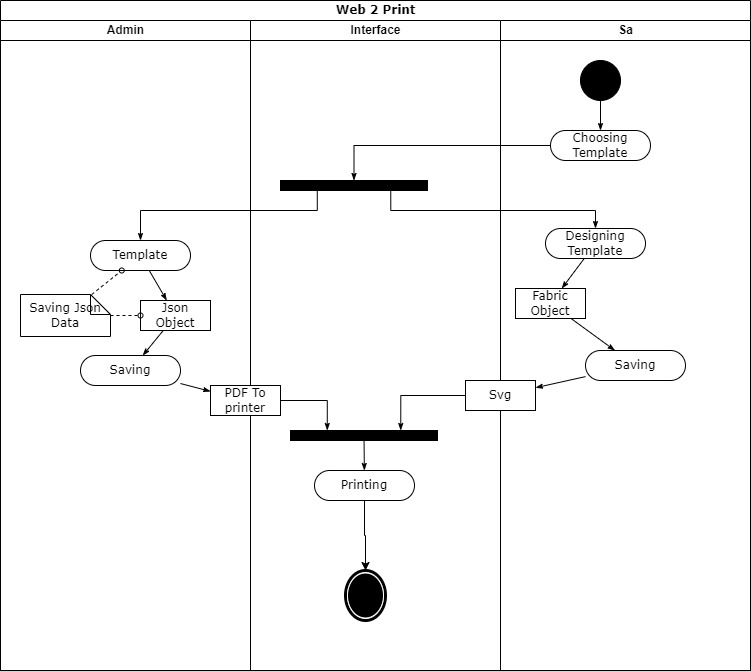 Web 2 Print
Admin
Interface
Sa
Choosing
Template
Template
Designing
Template
Saving Json
Data
Json
Object
Fabric
Object
Saving
Saving
PDF To
printer
Svg
Printing